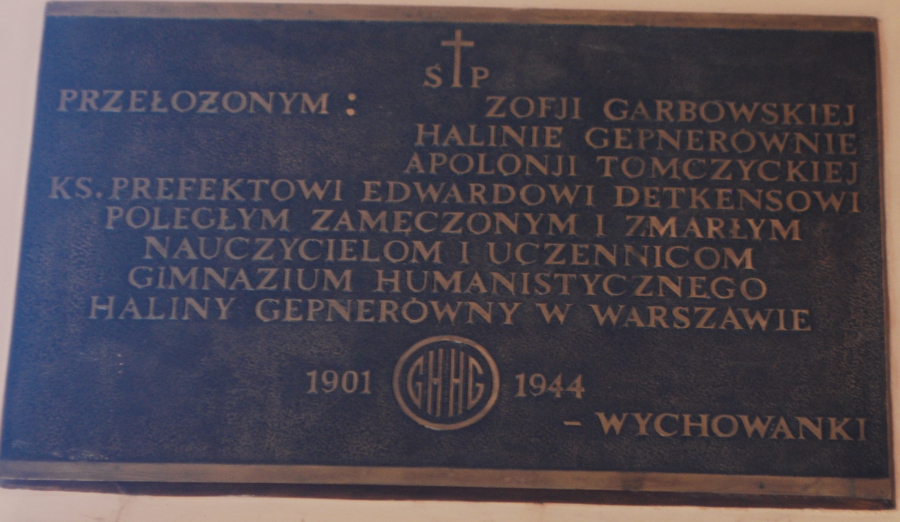 Ś P
PRZEŁOŻONYM : ZOFJI GARBOWSKIEJ
HALINIE GEPNERÓWNIE
APOLONJI TOMCZYCKIEJ
KS. PREFEKTOWI EDWARDOWI DETKENSOWI
POLEGŁYM ZAMĘCZONYM I ZMARŁYM
NAUCZYCIELOM I UCZENNICOM
GIMNAZIUM HUMANISTYCZNEGO
HALINY GEPNERÓWNY W WARSZAWIE
1901 GHHG 1944
– WYCHOWANKI